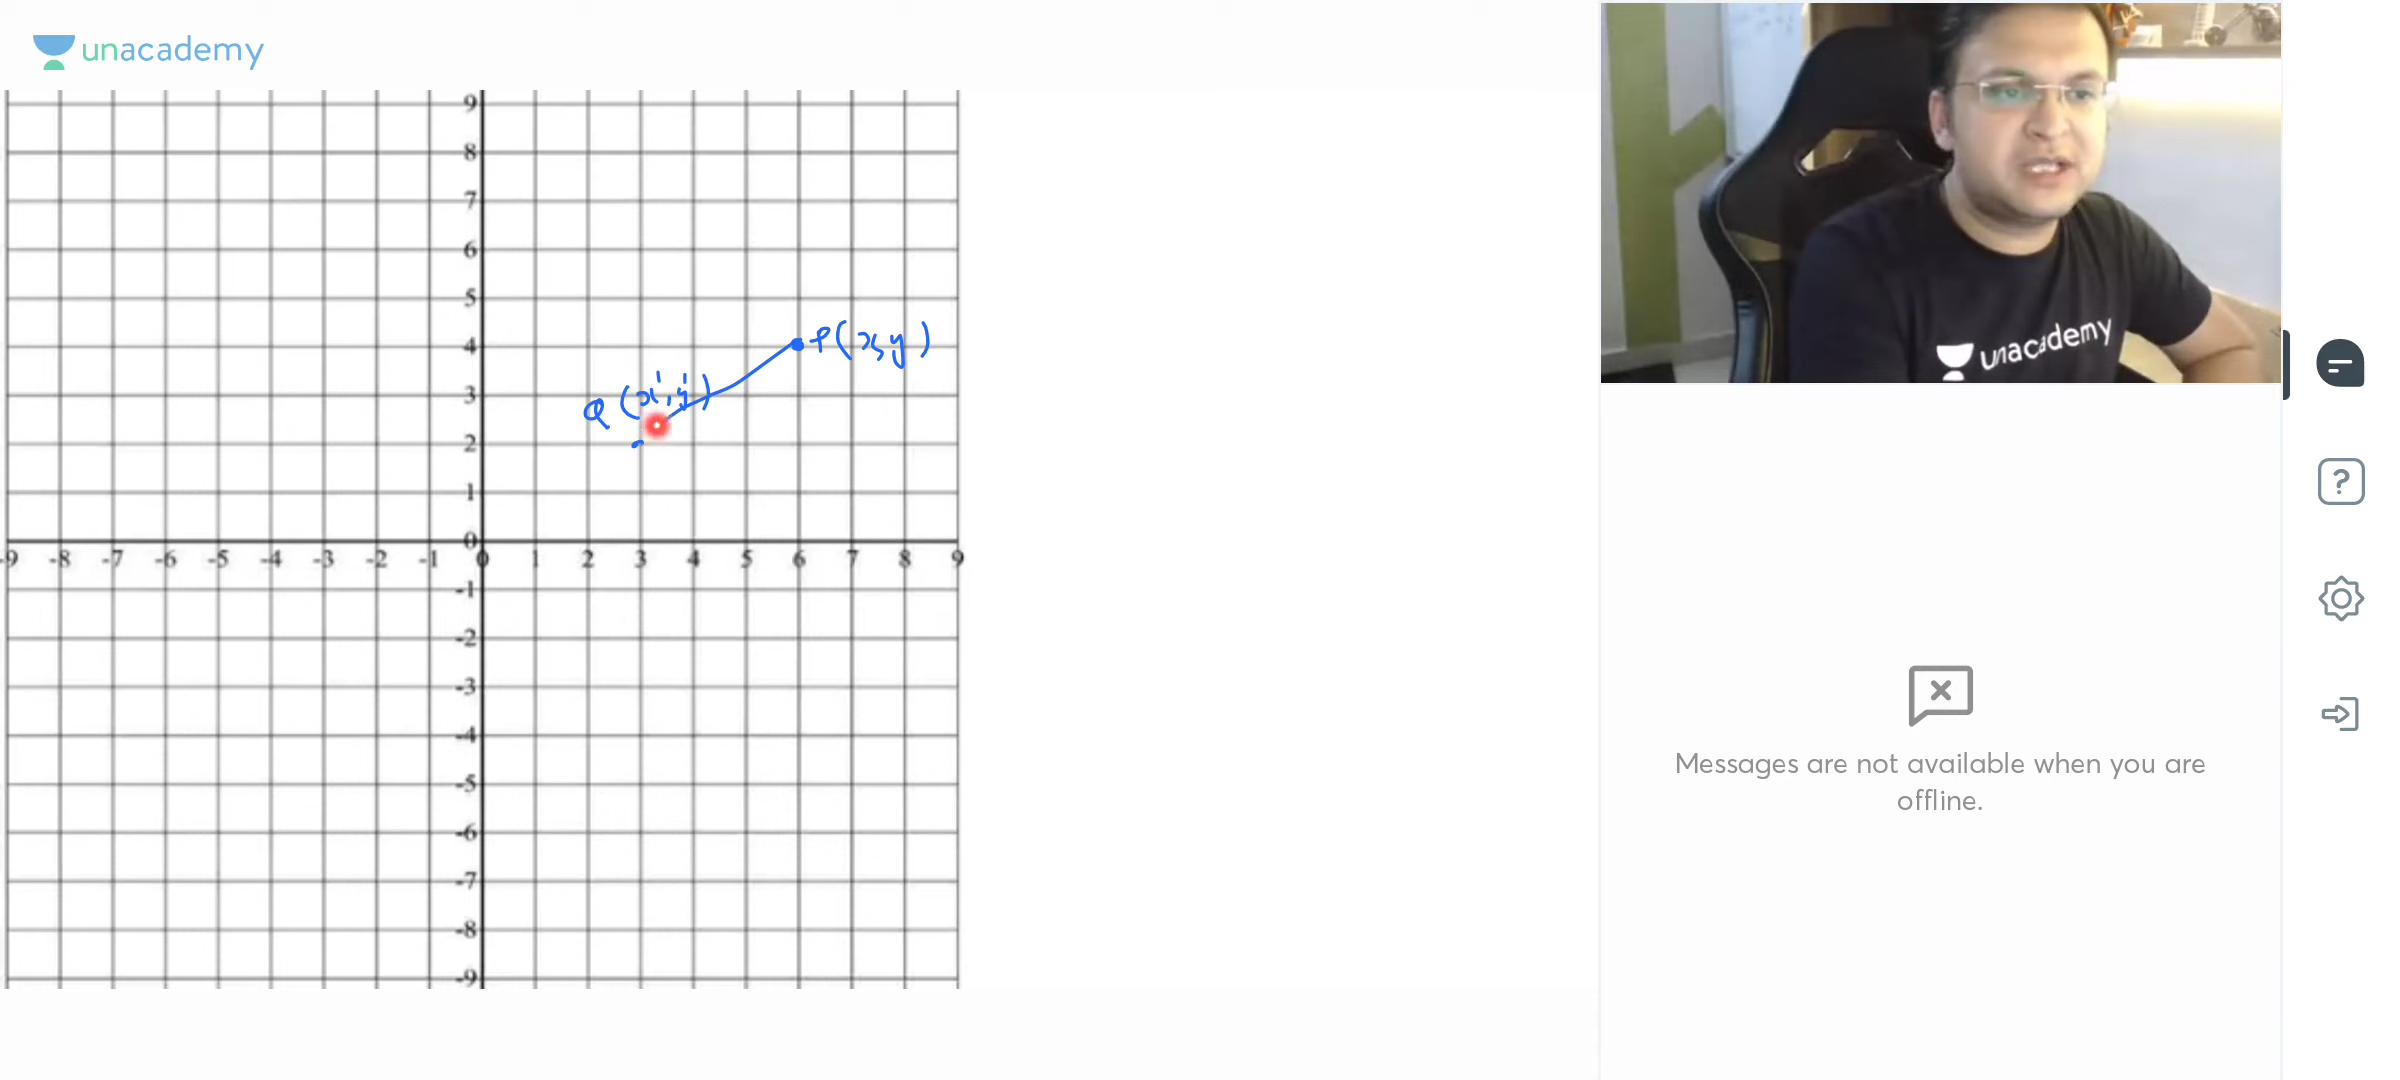 unacademy
9
8
7
6
5
4
3
2
1
0
-9 -8 -7 -6 -5 -4 -3 -2 -1 0 1 2 3 4 5 6 7 8 9
-1
-2
-3
-4
-5
-6
-7
-8
-9
P(x,y)
Q(x',y')
unacademy
?
Messages are not available when you are
offline.